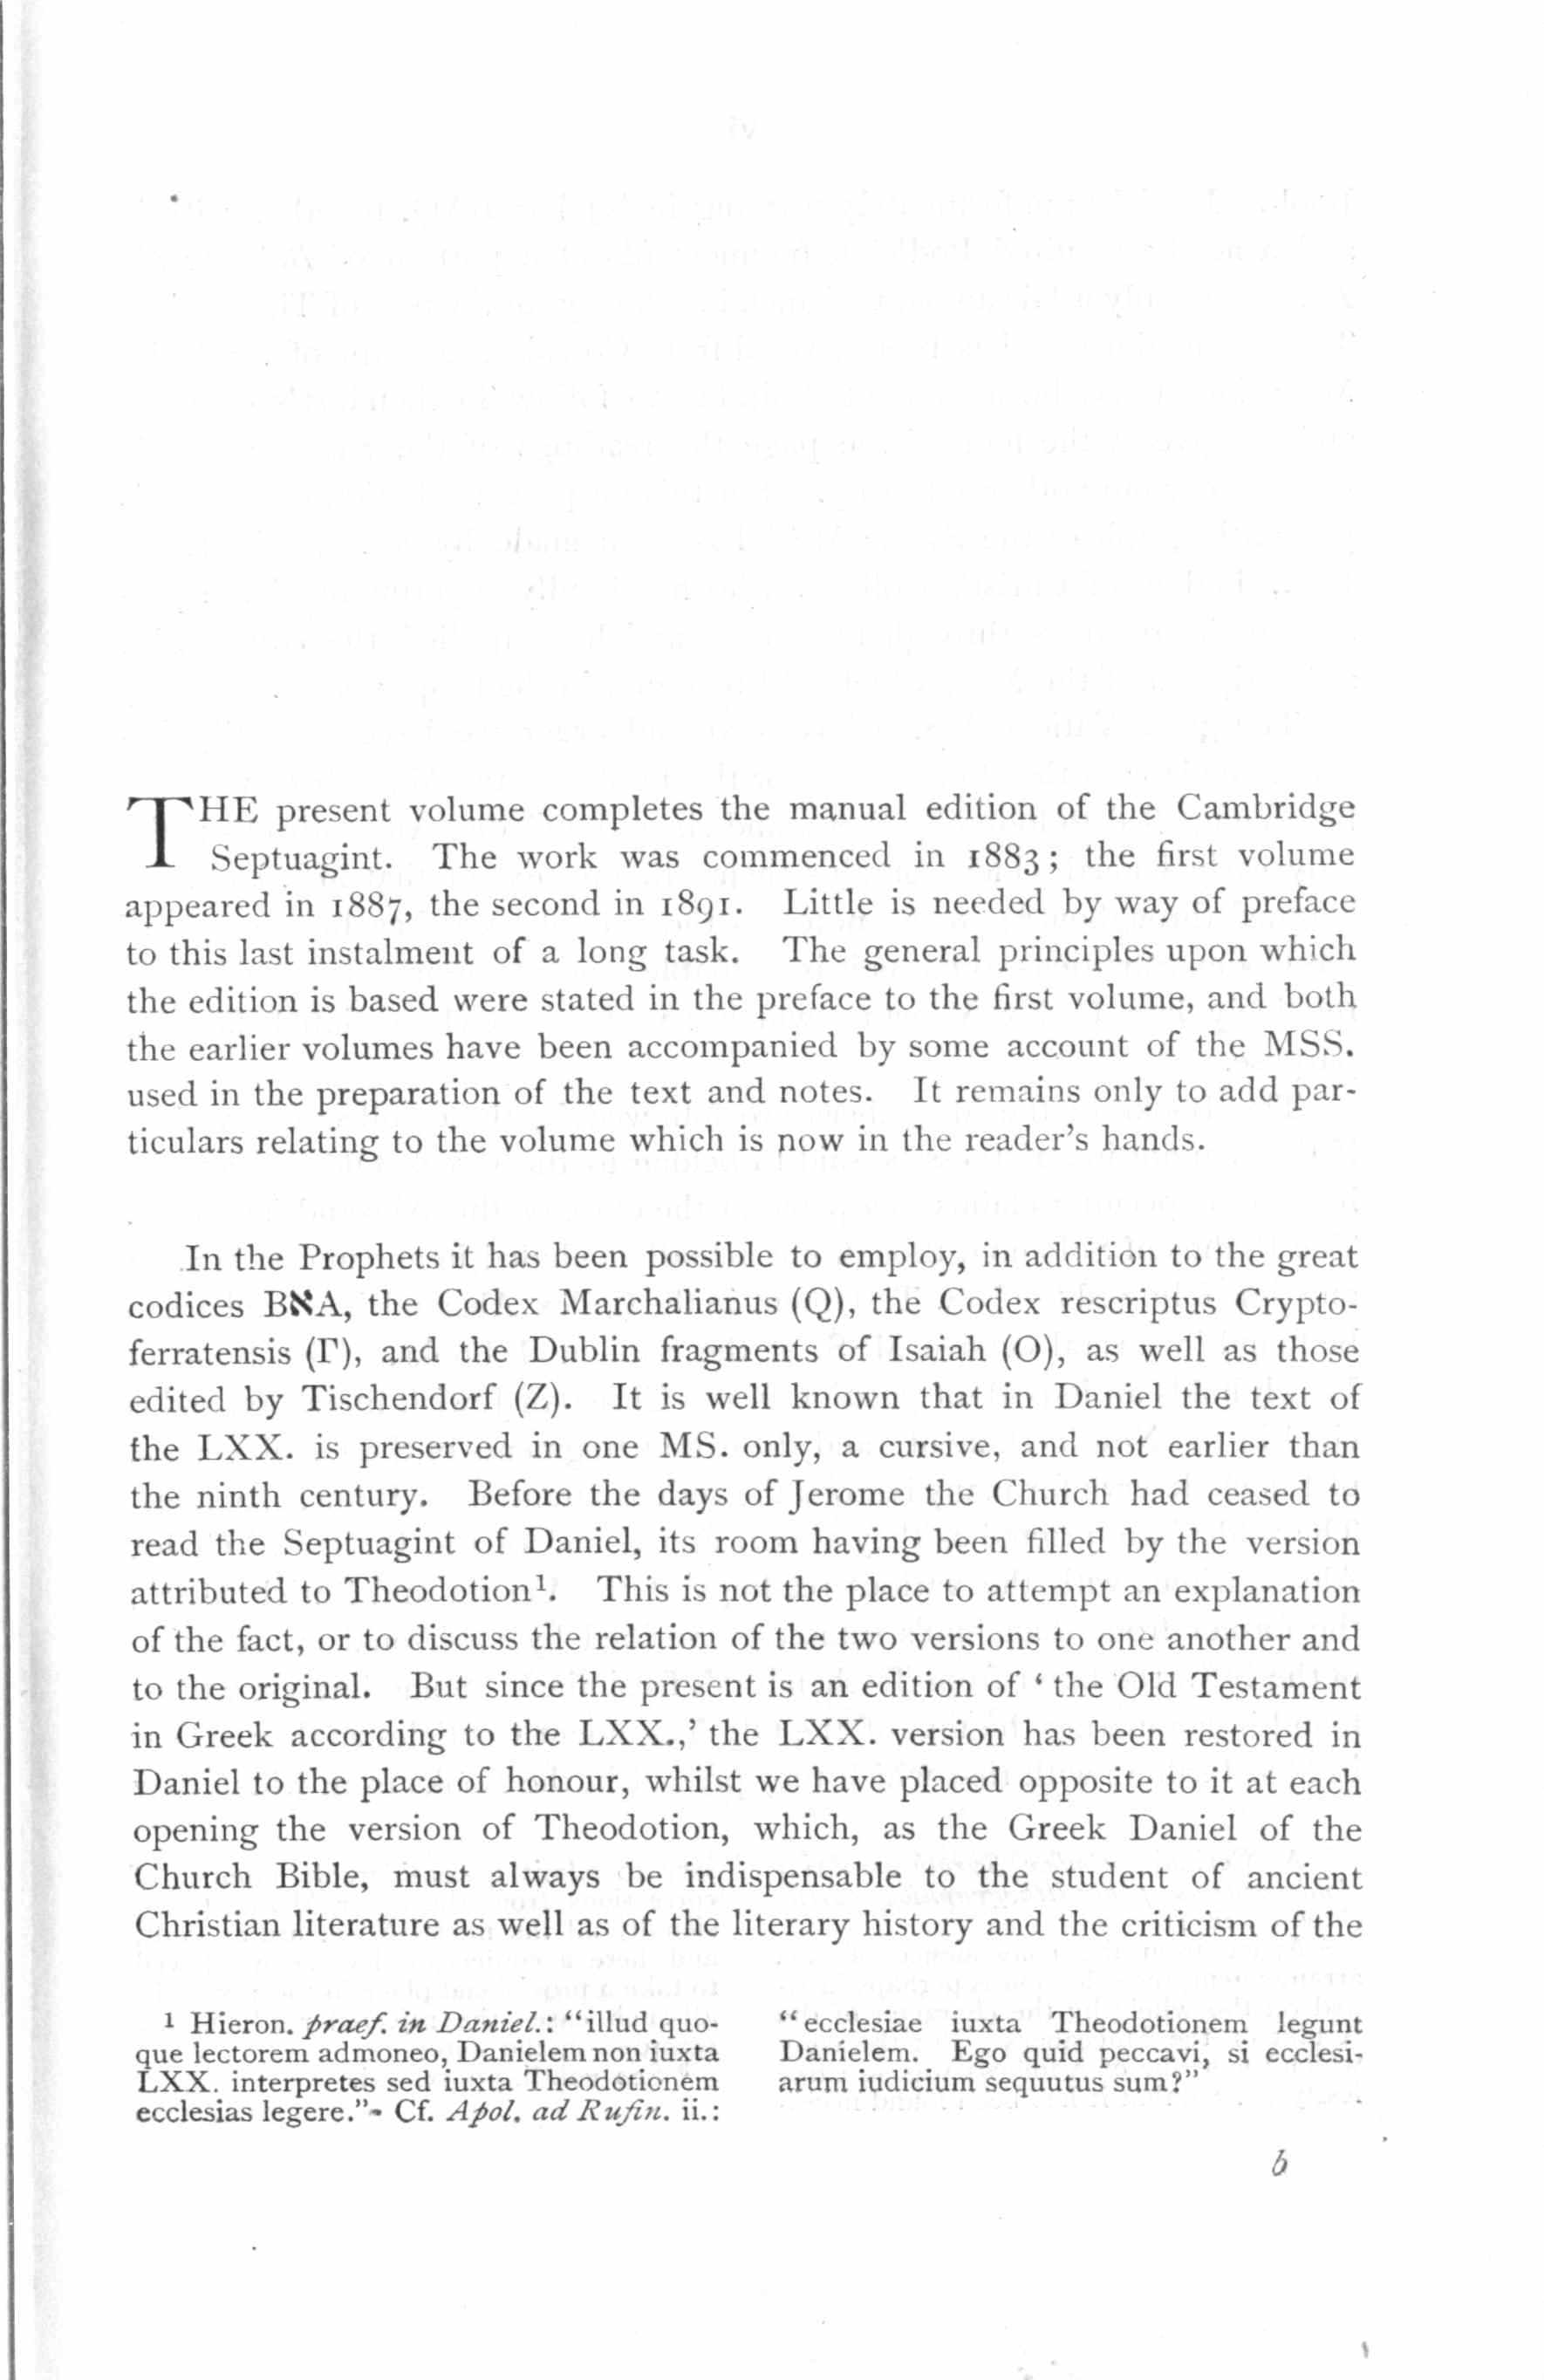 THE present volume completes the manual edition of the Cambridge
Septuagint. The work was commenced in 1883; the first volume
appeared in 1887, the second in 1891. Little is needed by way of preface
to this last instalment of a long task. The general principles upon which
the edition is based were stated in the preface to the first volume, and both
the earlier volumes have been accompanied by some account of the MSS.
used in the preparation of the text and notes. It remains only to add par-
ticulars relating to the volume which is now in the reader's hands.
In the Prophets it has been possible to employ, in addition to the great
codices BאA, the Codex Marchalianus (Q), the Codex rescriptus Crypto-
ferratensis (Γ), and the Dublin fragments of Isaiah (O), as well as those
edited by Tischendorf (Z). It is well known that in Daniel the text of
the LXX. is preserved in one MS. only, a cursive, and not earlier than
the ninth century. Before the days of Jerome the Church had ceased to
read the Septuagint of Daniel, its room having been filled by the version
attributed to Theodotion¹. This is not the place to attempt an explanation
of the fact, or to discuss the relation of the two versions to one another and
to the original. But since the present is an edition of ‘the Old Testament
in Greek according to the LXX.,’ the LXX. version has been restored in
Daniel to the place of honour, whilst we have placed opposite to it at each
opening the version of Theodotion, which, as the Greek Daniel of the
Church Bible, must always be indispensable to the student of ancient
Christian literature as well as of the literary history and the criticism of the
¹ Hieron. praef. in Daniel.: “illud quo-
que lectorem admoneo, Danielem non iuxta
LXX. interpretes sed iuxta Theodotionem
ecclesias legere.” Cf. Apol. ad Rufin. ii.:
“ecclesiae iuxta Theodotionem legunt
Danielem. Ego quid peccavi, si ecclesi-
arum iudicium sequutus sum?”
b